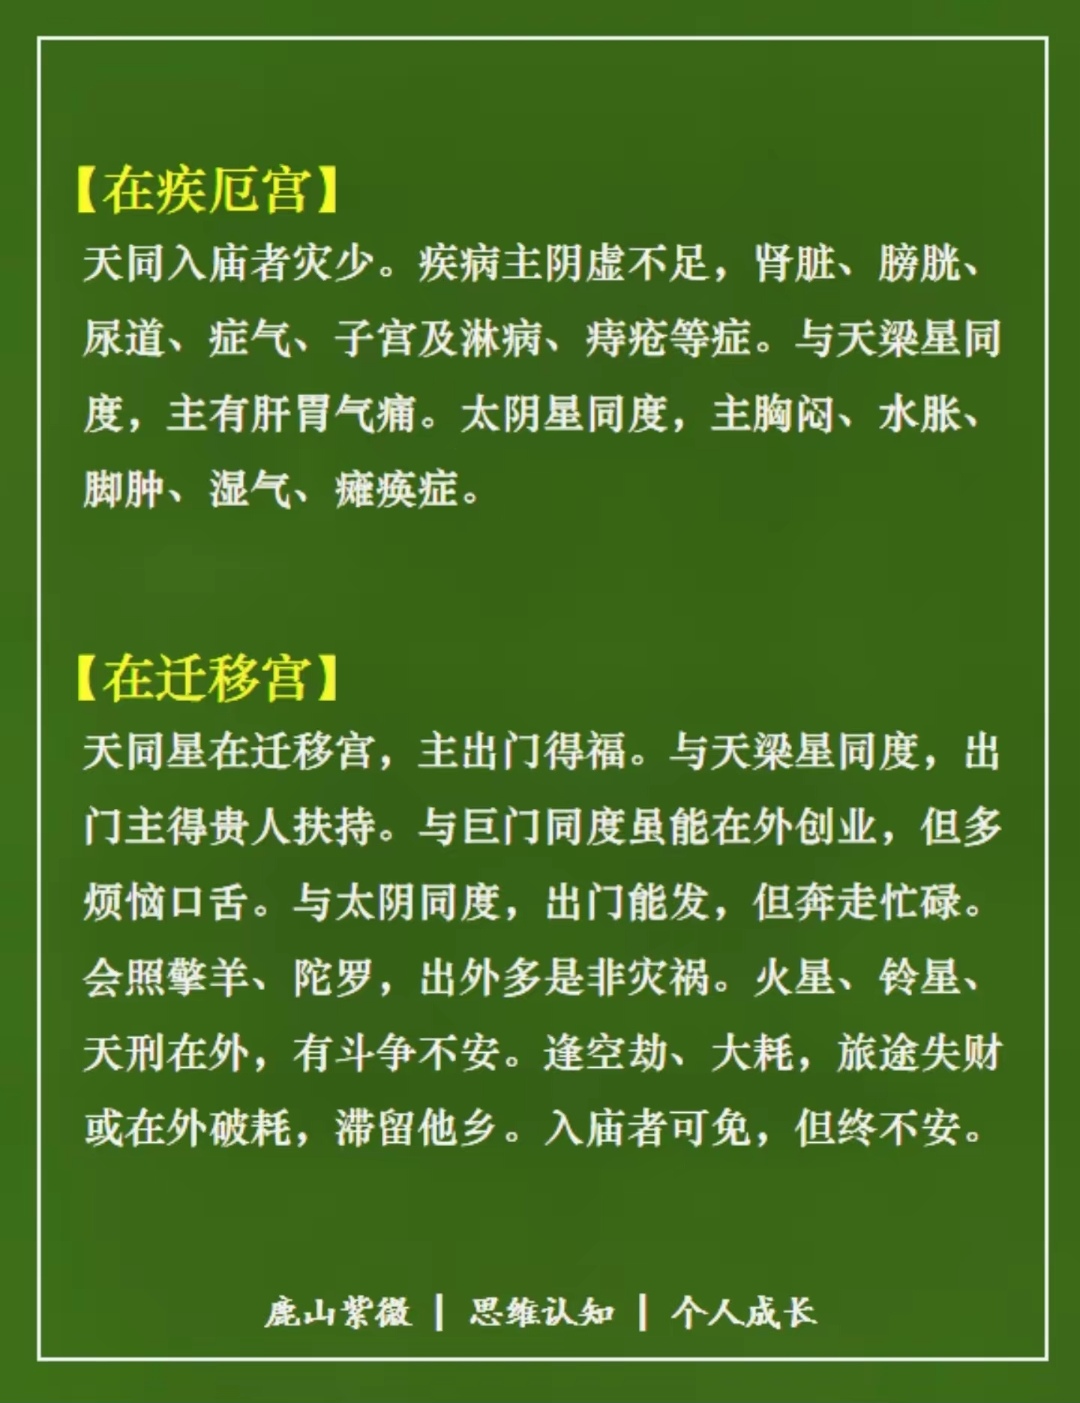 【在疾厄宫】
天同入庙者灾少。疾病主阴虚不足，肾脏、膀胱、
尿道、症气、子宫及淋病、痔疮等症。与天梁星同
度，主有肝胃气痛。太阴星同度，主胸闷、水胀、
脚肿、湿气、瘫痪症。
【在迁移宫】
天同星在迁移宫，主出门得福。与天梁星同度，出
门主得贵人扶持。与巨门同度虽能在外创业，但多
烦恼口舌。与太阴同度，出门能发，但奔走忙碌。
会照擎羊、陀罗，出外多是非灾祸。火星、铃星、
天刑在外，有斗争不安。逢空劫、大耗，旅途失财
或在外破耗，滞留他乡。入庙者可免，但终不安。
鹿山紫微 | 思维认知 | 个人成长